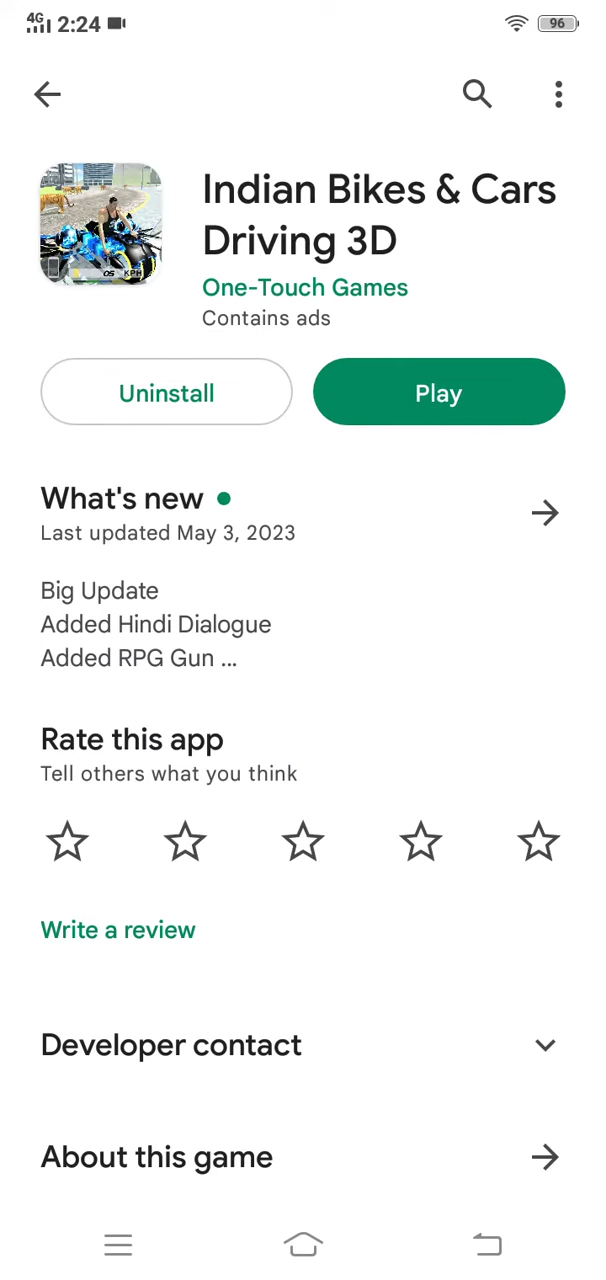 4G 2:24 96
Indian Bikes & Cars
Driving 3D
One-Touch Games
Contains ads
OS KPH
Uninstall
Play
What's new
Last updated May 3, 2023
Big Update
Added Hindi Dialogue
Added RPG Gun ...
Rate this app
Tell others what you think
Write a review
Developer contact
About this game